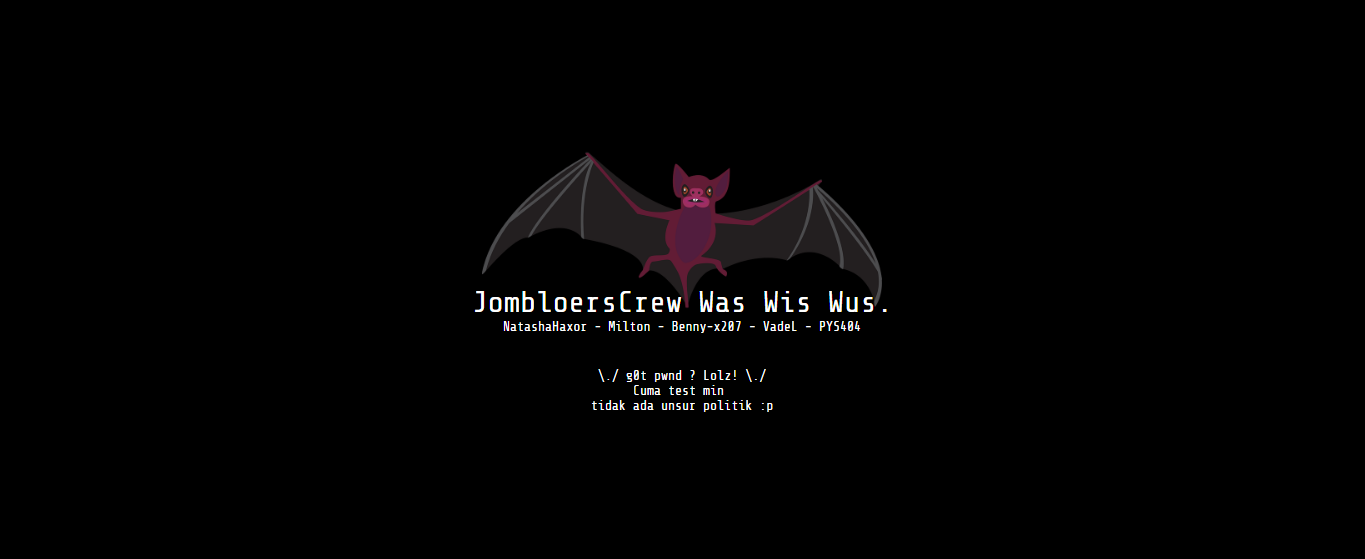 JombloersCrew Was Wis Wus.
NatashaHaxor - Milton - Benny-x207 - VadeL - PY5404
\./ g0t pwnd ? Lolz! \./
Cuma test min
tidak ada unsur politik :p